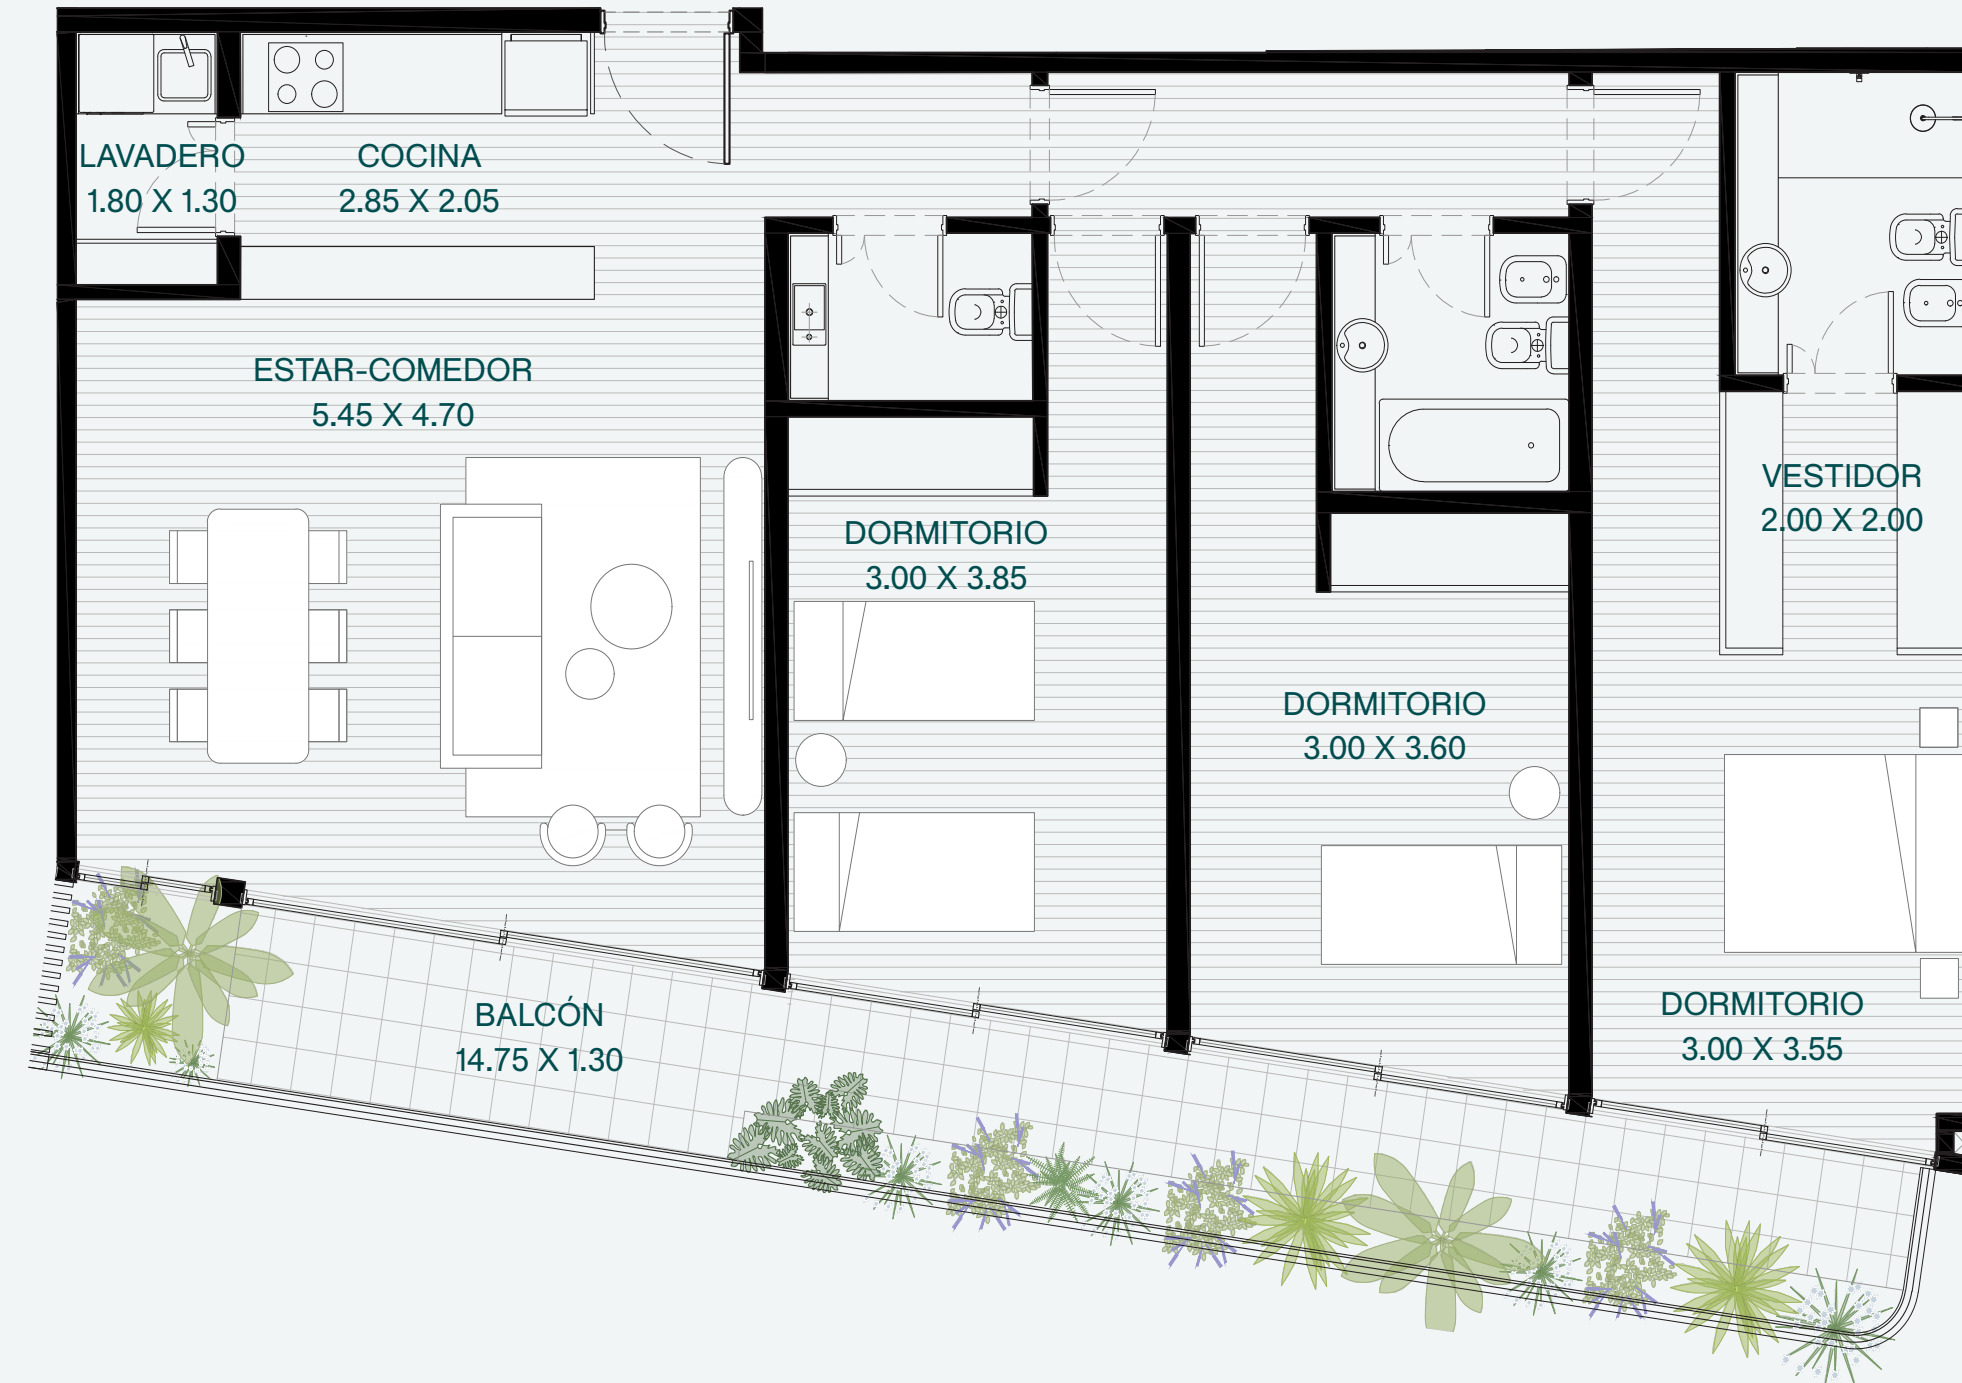 LAVADERO
1.80 X 1.30
COCINA
2.85 X 2.05
ESTAR-COMEDOR
5.45 X 4.70
DORMITORIO
3.00 X 3.85
DORMITORIO
3.00 X 3.60
VESTIDOR
2.00 X 2.00
DORMITORIO
3.00 X 3.55
BALCÓN
14.75 X 1.30